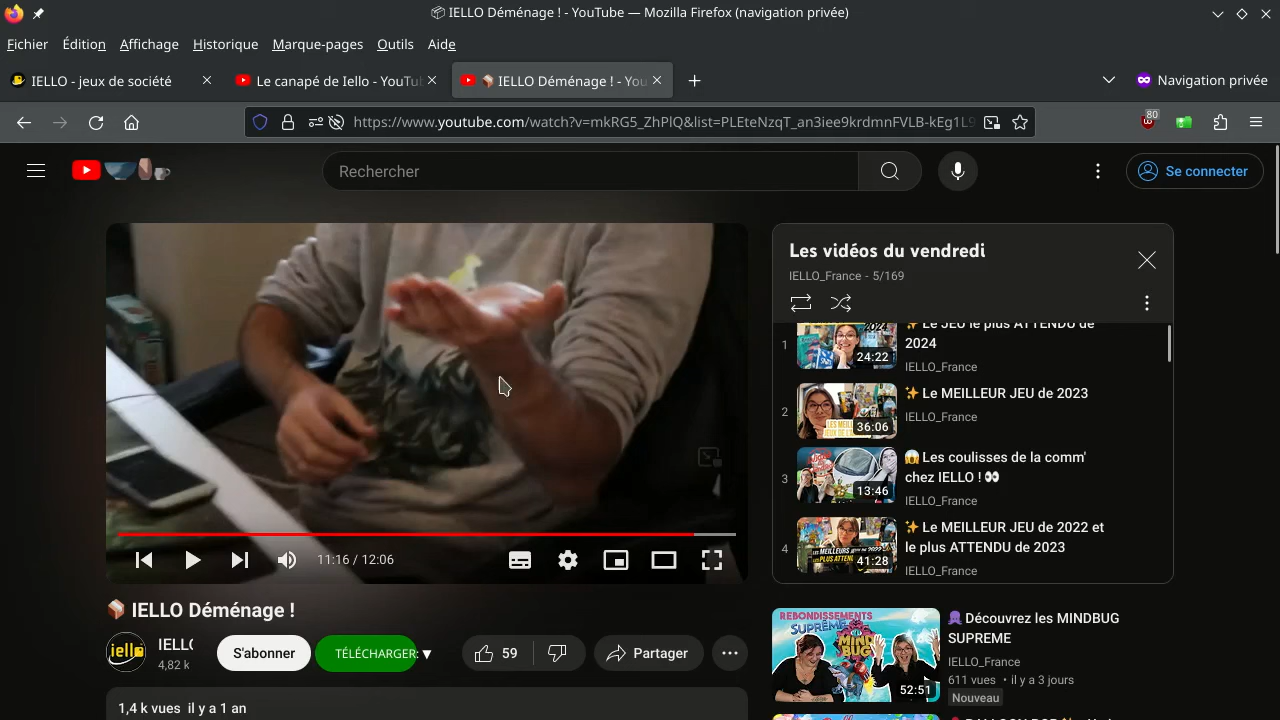 📦 IELLO Déménage ! - YouTube — Mozilla Firefox (navigation privée)
Fichier Édition Affichage Historique Marque-pages Outils Aide
IELLO - jeux de société
Le canapé de Iello - YouTu
📦 IELLO Déménage ! - You
Navigation privée
https://www.youtube.com/watch?v=mkRG5_ZhPlQ&list=PLEteNzqT_an3iee9krdmnFVLB-kEg1L9
80
Rechercher
Se connecter
11:16 / 12:06
📦 IELLO Déménage !
iello
IELL
4,82 k
S'abonner
TÉLÉCHARGER: ▼
59
Partager
1,4 k vues il y a 1 an
Les vidéos du vendredi
IELLO_France - 5/169
1
24:22
✨ Le JEU le plus ATTENDU de
2024
IELLO_France
2
36:06
✨ Le MEILLEUR JEU de 2023
IELLO_France
3
13:46
😱 Les coulisses de la comm'
chez IELLO ! 👀
IELLO_France
4
41:28
✨ Le MEILLEUR JEU de 2022 et
le plus ATTENDU de 2023
IELLO_France
REBONDISSEMENTS
SUPRÊME
MIND
BUG
52:51
Découvrez les MINDBUG
SUPREME
IELLO_France
611 vues • il y a 3 jours
Nouveau